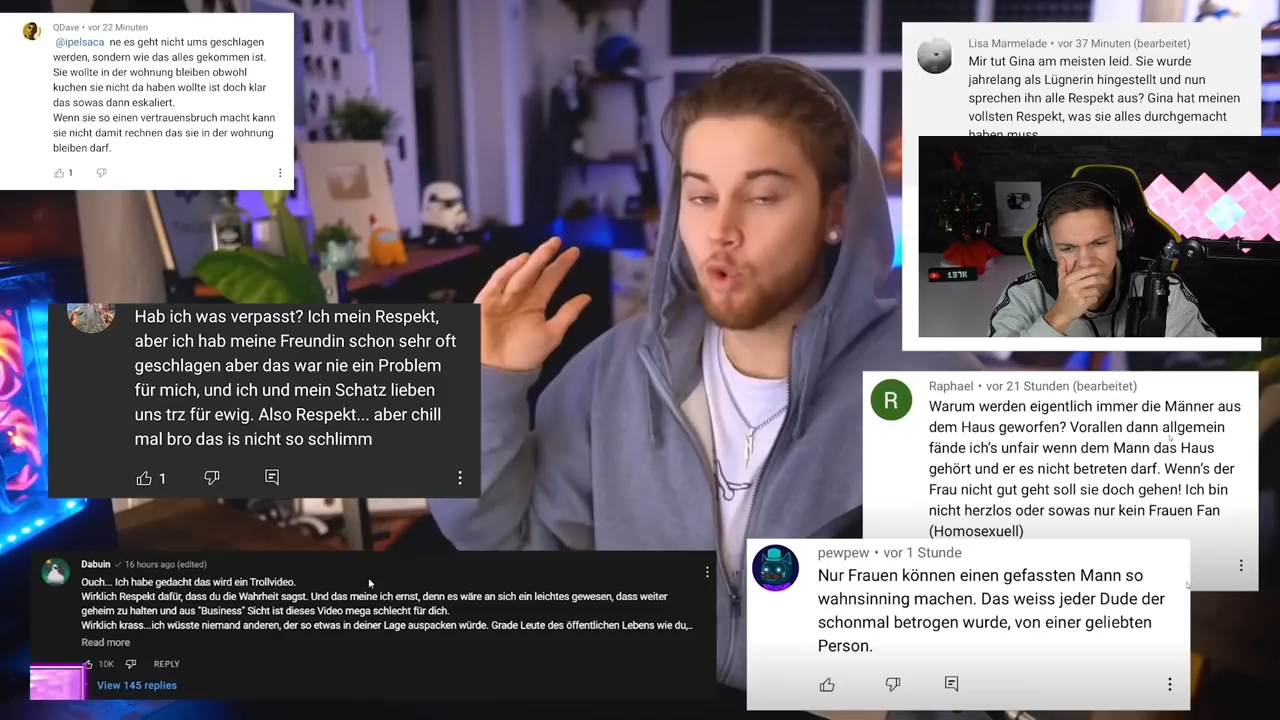 QDave • vor 22 Minuten
@ipelsaca ne es geht nicht ums geschlagen
werden, sondern wie das alles gekommen ist.
Sie wollte in der wohnung bleiben obwohl
kuchen sie nicht da haben wollte ist doch klar
das sowas dann eskaliert.
Wenn sie so einen vertrauensbruch macht kann
sie nicht damit rechnen das sie in der wohnung
bleiben darf.
1
Lisa Marmelade • vor 37 Minuten (bearbeitet)
Mir tut Gina am meisten leid. Sie wurde
jahrelang als Lügnerin hingestellt und nun
sprechen ihn alle Respekt aus? Gina hat meinen
vollsten Respekt, was sie alles durchgemacht
haben muss.
137K
Hab ich was verpasst? Ich mein Respekt,
aber ich hab meine Freundin schon sehr oft
geschlagen aber das war nie ein Problem
für mich, und ich und mein Schatz lieben
uns trz für ewig. Also Respekt... aber chill
mal bro das is nicht so schlimm
1
R
Raphael • vor 21 Stunden (bearbeitet)
Warum werden eigentlich immer die Männer aus
dem Haus geworfen? Vorallen dann allgemein
fände ich's unfair wenn dem Mann das Haus
gehört und er es nicht betreten darf. Wenn's der
Frau nicht gut geht soll sie doch gehen! Ich bin
nicht herzlos oder sowas nur kein Frauen Fan
(Homosexuell)
Dabuin 16 hours ago (edited)
Ouch... Ich habe gedacht das wird ein Trollvideo.
Wirklich Respekt dafür, dass du die Wahrheit sagst. Und das meine ich ernst, denn es wäre an sich ein leichtes gewesen, dass weiter
geheim zu halten und aus "Business" Sicht ist dieses Video mega schlecht für dich.
Wirklich krass...ich wüsste niemand anderen, der so etwas in deiner Lage auspacken würde. Grade Leute des öffentlichen Lebens wie du,...
Read more
10K REPLY
View 145 replies
pewpew • vor 1 Stunde
Nur Frauen können einen gefassten Mann so
wahnsinning machen. Das weiss jeder Dude der
schonmal betrogen wurde, von einer geliebten
Person.